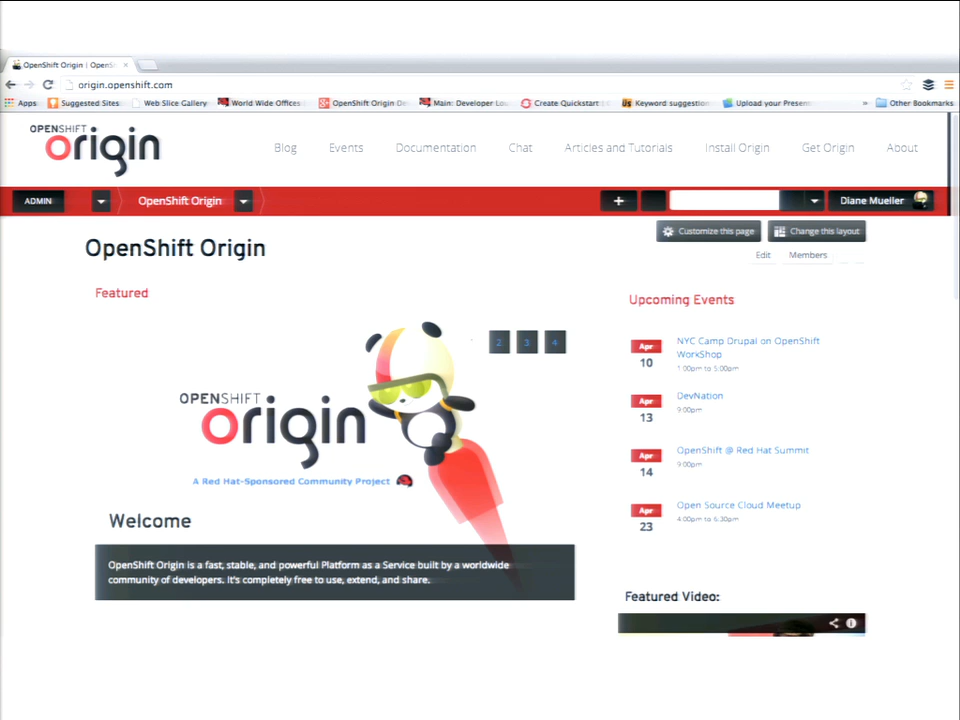 OpenShift Origin | OpenS
origin.openshift.com
Apps
Suggested Sites
Web Slice Gallery
World Wide Offices
OpenShift Origin De
Main: Developer Lou
Create Quickstart |
Keyword suggestion
Upload your Present
»
Other Bookmarks
OPENSHIFT
origin
Blog
Events
Documentation
Chat
Articles and Tutorials
Install Origin
Get Origin
About
ADMIN
OpenShift Origin
+
Diane Mueller
Customize this page
Change this layout
OpenShift Origin
Edit
Members
Featured
2
3
4
OPENSHIFT
origin
A Red Hat-Sponsored Community Project
Welcome
OpenShift Origin is a fast, stable, and powerful Platform as a Service built by a worldwide
community of developers. It's completely free to use, extend, and share.
Upcoming Events
Apr
10
NYC Camp Drupal on OpenShift
WorkShop
1:00pm to 5:00pm
Apr
13
DevNation
9:00pm
Apr
14
OpenShift @ Red Hat Summit
9:00pm
Apr
23
Open Source Cloud Meetup
4:00pm to 6:30pm
Featured Video: